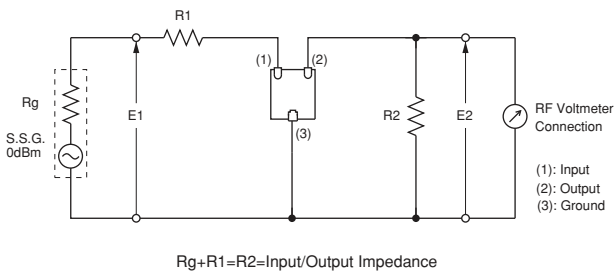 R1
(1)
(2)
Rg
S.S.G.
0dBm
E1
(3)
R2
E2
RF Voltmeter
Connection
(1): Input
(2): Output
(3): Ground
Rg+R1=R2=Input/Output Impedance